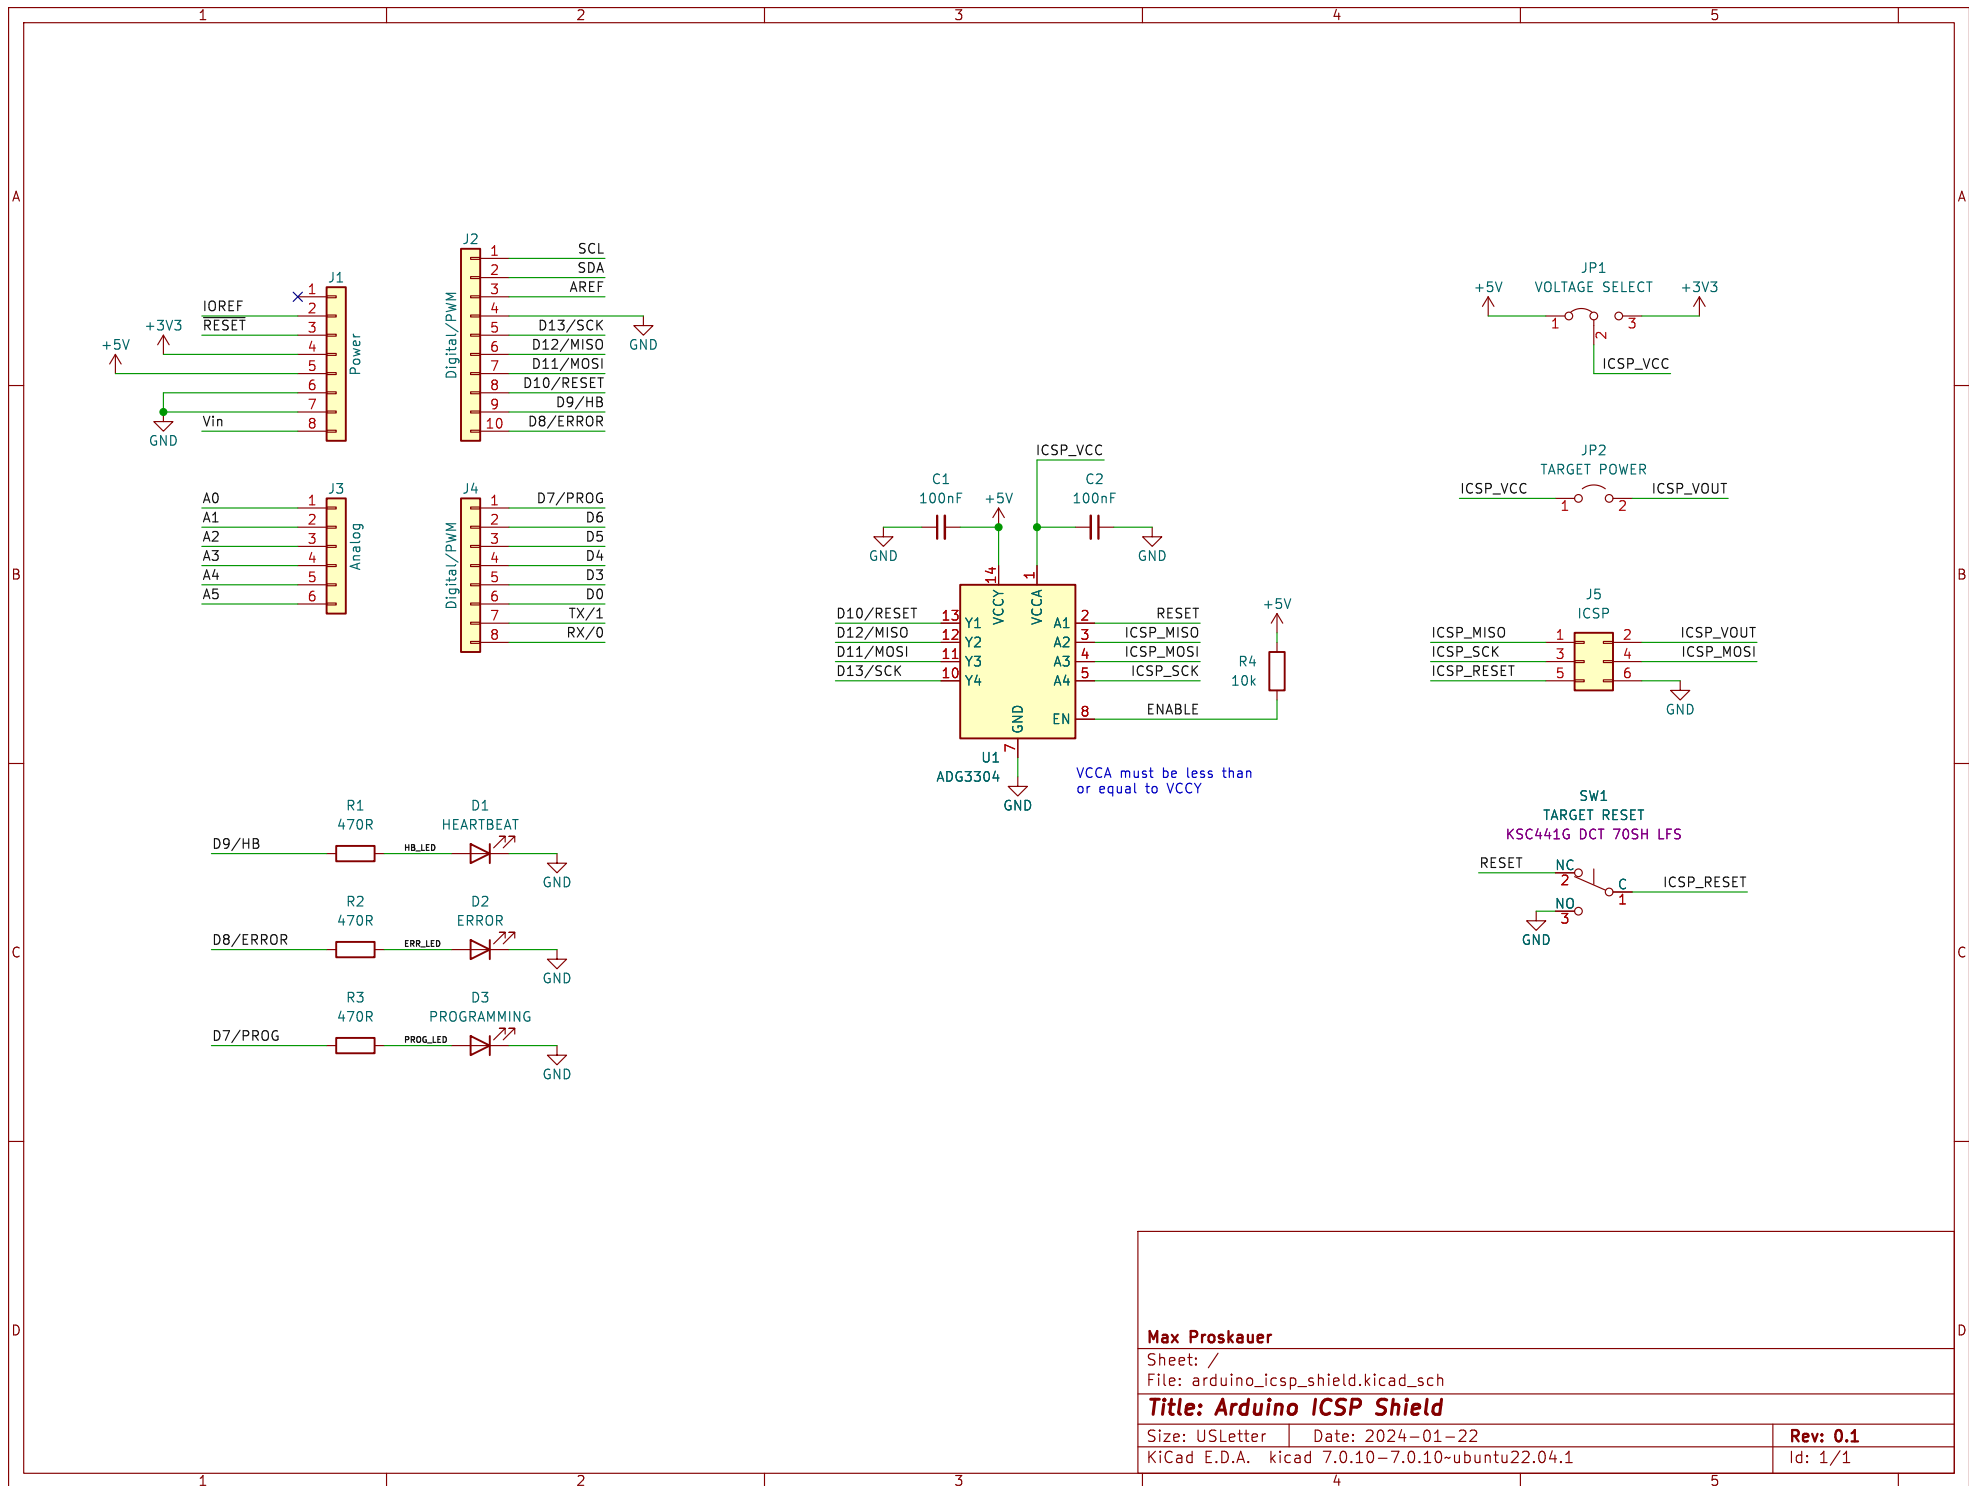 1 2 3 4 5
A
B
C
D
J1
1
IOREF 2
RESET 3
+3V3 4
+5V 5
6
7
Vin 8
GND
Power
J2
1 SCL
2 SDA
3 AREF
4
5 D13/SCK
6 D12/MISO
7 D11/MOSI
8 D10/RESET
9 D9/HB
10 D8/ERROR
GND
Digital/PWM
J3
A0 1
A1 2
A2 3
A3 4
A4 5
A5 6
Analog
J4
1 D7/PROG
2 D6
3 D5
4 D4
5 D3
6 D0
7 TX/1
8 RX/0
Digital/PWM
R1
470R
D1
HEARTBEAT
D9/HB HB_LED
GND
R2
470R
D2
ERROR
D8/ERROR ERR_LED
GND
R3
470R
D3
PROGRAMMING
D7/PROG PROG_LED
GND
ICSP_VCC
C1
100nF
+5V
C2
100nF
GND
GND
14 1
VCCY VCCA
D10/RESET 13 Y1 A1 2 RESET
D12/MISO 12 Y2 A2 3 ICSP_MISO
D11/MOSI 11 Y3 A3 4 ICSP_MOSI
D13/SCK 10 Y4 A4 5 ICSP_SCK
GND EN 8 ENABLE
7
U1
ADG3304
GND
+5V
R4
10k
VCCA must be less than
or equal to VCCY
JP1
VOLTAGE SELECT
+5V +3V3
1 2 3
ICSP_VCC
JP2
TARGET POWER
ICSP_VCC ICSP_VOUT
1 2
J5
ICSP
ICSP_MISO 1 2 ICSP_VOUT
ICSP_SCK 3 4 ICSP_MOSI
ICSP_RESET 5 6
GND
SW1
TARGET RESET
KSC441G DCT 70SH LFS
RESET NC
2
C ICSP_RESET
1
NO
3
GND
Max Proskauer
Sheet: /
File: arduino_icsp_shield.kicad_sch
Title: Arduino ICSP Shield
Size: USLetter Date: 2024-01-22 Rev: 0.1
KiCad E.D.A. kicad 7.0.10-7.0.10~ubuntu22.04.1 Id: 1/1
A
B
C
D
1 2 3 4 5